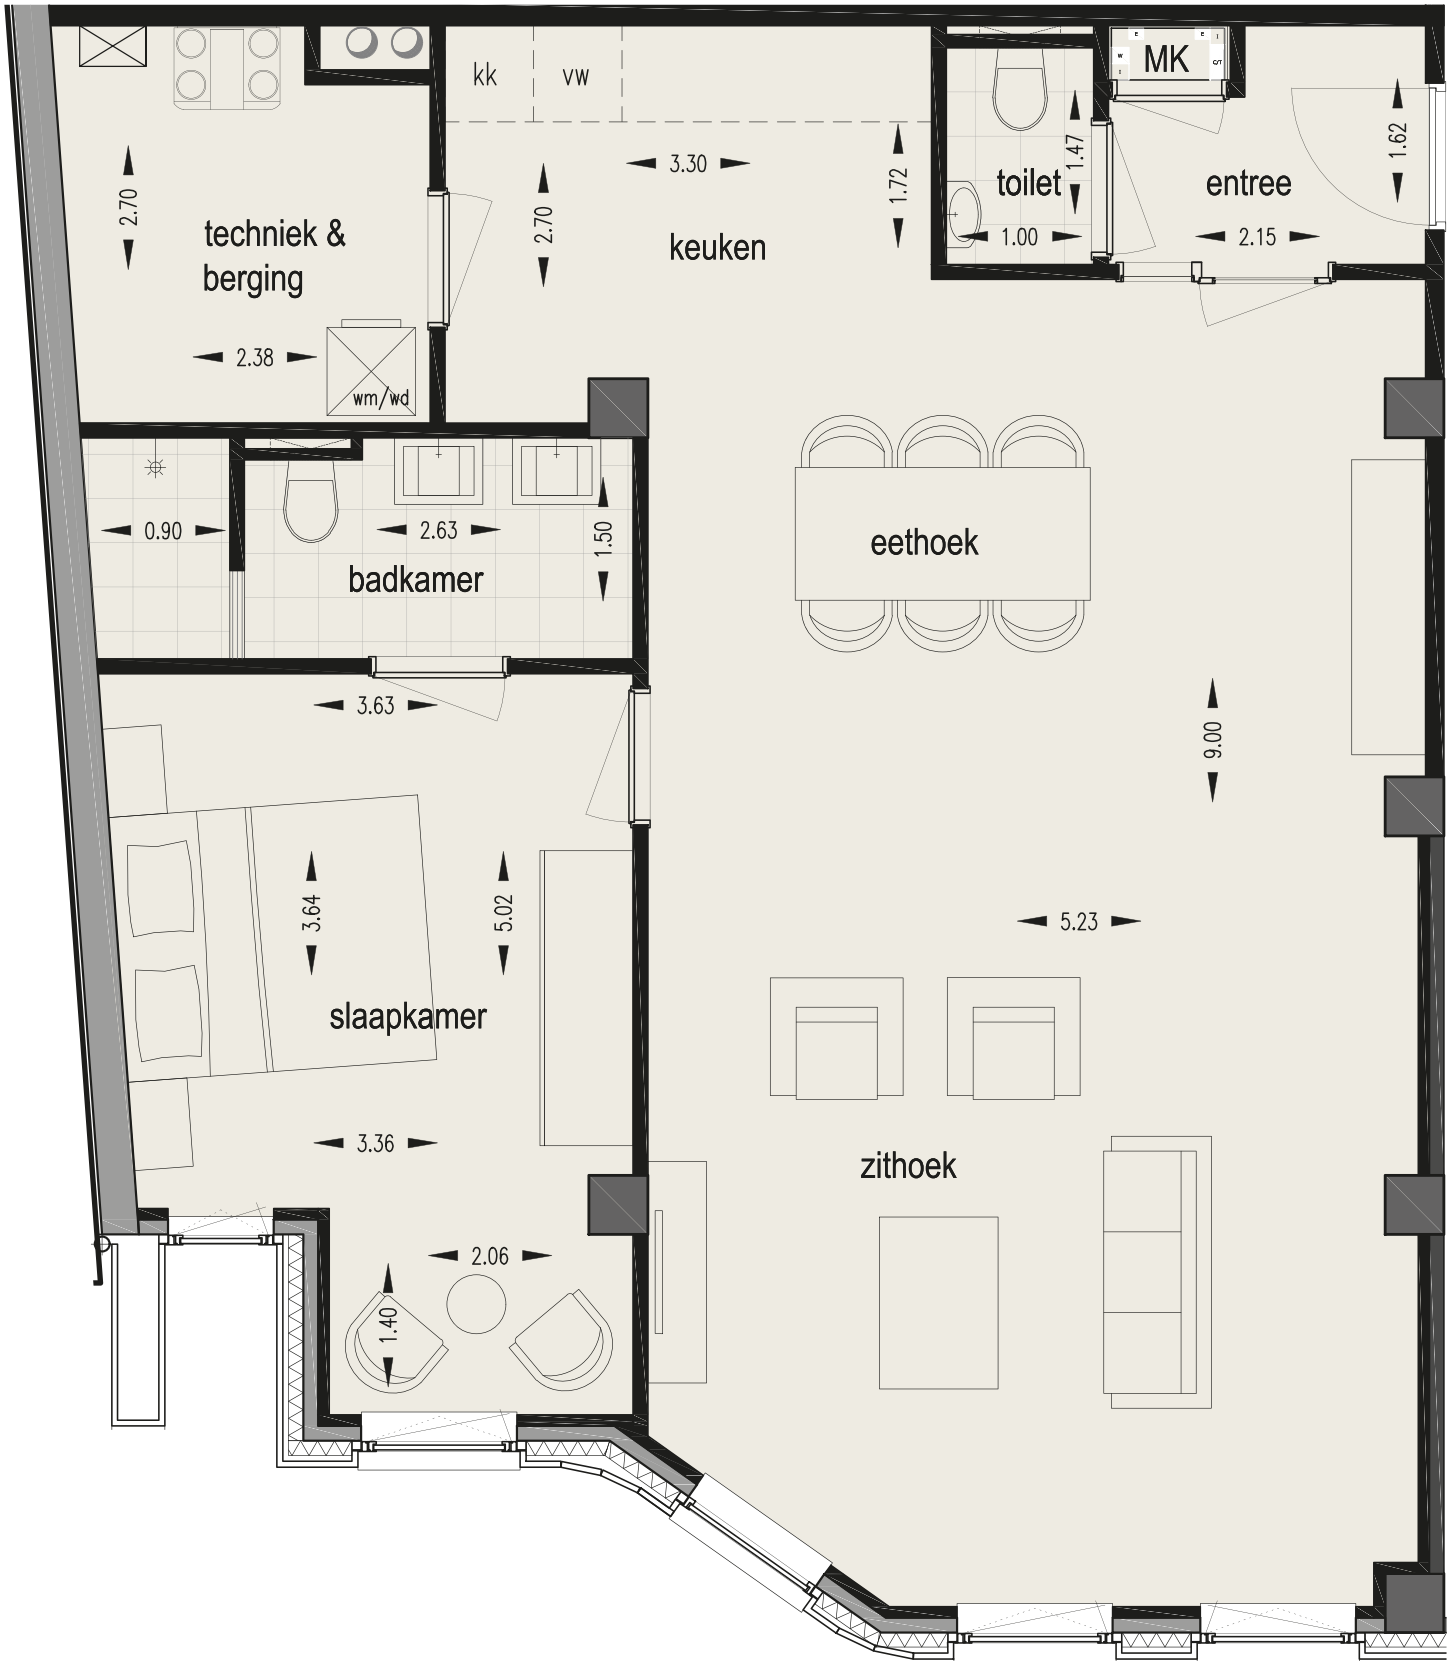 kk
vw
MK
E
E
I
W
I
C/T
3.30
1.72
1.47
1.62
2.70
2.70
toilet
entree
techniek &
berging
keuken
1.00
2.15
2.38
wm/wd
0.90
2.63
1.50
badkamer
eethoek
3.63
9.00
3.64
5.02
5.23
slaapkamer
3.36
zithoek
2.06
1.40